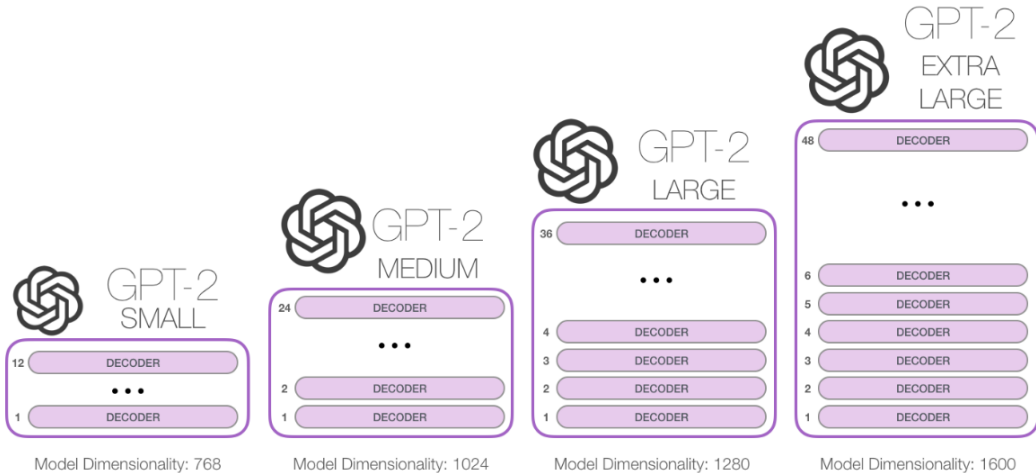 GPT-2
SMALL
12 DECODER
...
1 DECODER
Model Dimensionality: 768
GPT-2
MEDIUM
24 DECODER
...
2 DECODER
1 DECODER
Model Dimensionality: 1024
GPT-2
LARGE
36 DECODER
...
4 DECODER
3 DECODER
2 DECODER
1 DECODER
Model Dimensionality: 1280
GPT-2
EXTRA
LARGE
48 DECODER
...
6 DECODER
5 DECODER
4 DECODER
3 DECODER
2 DECODER
1 DECODER
Model Dimensionality: 1600